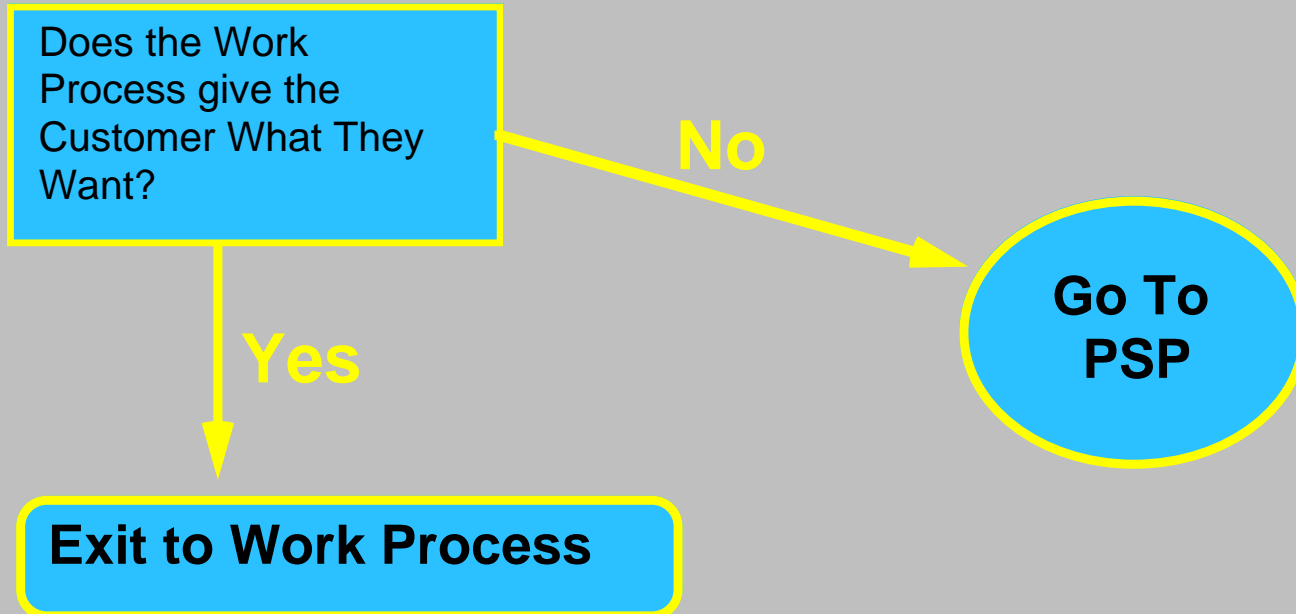 Does the Work
Process give the
Customer What They
Want?
No
Go To
PSP
Yes
Exit to Work Process